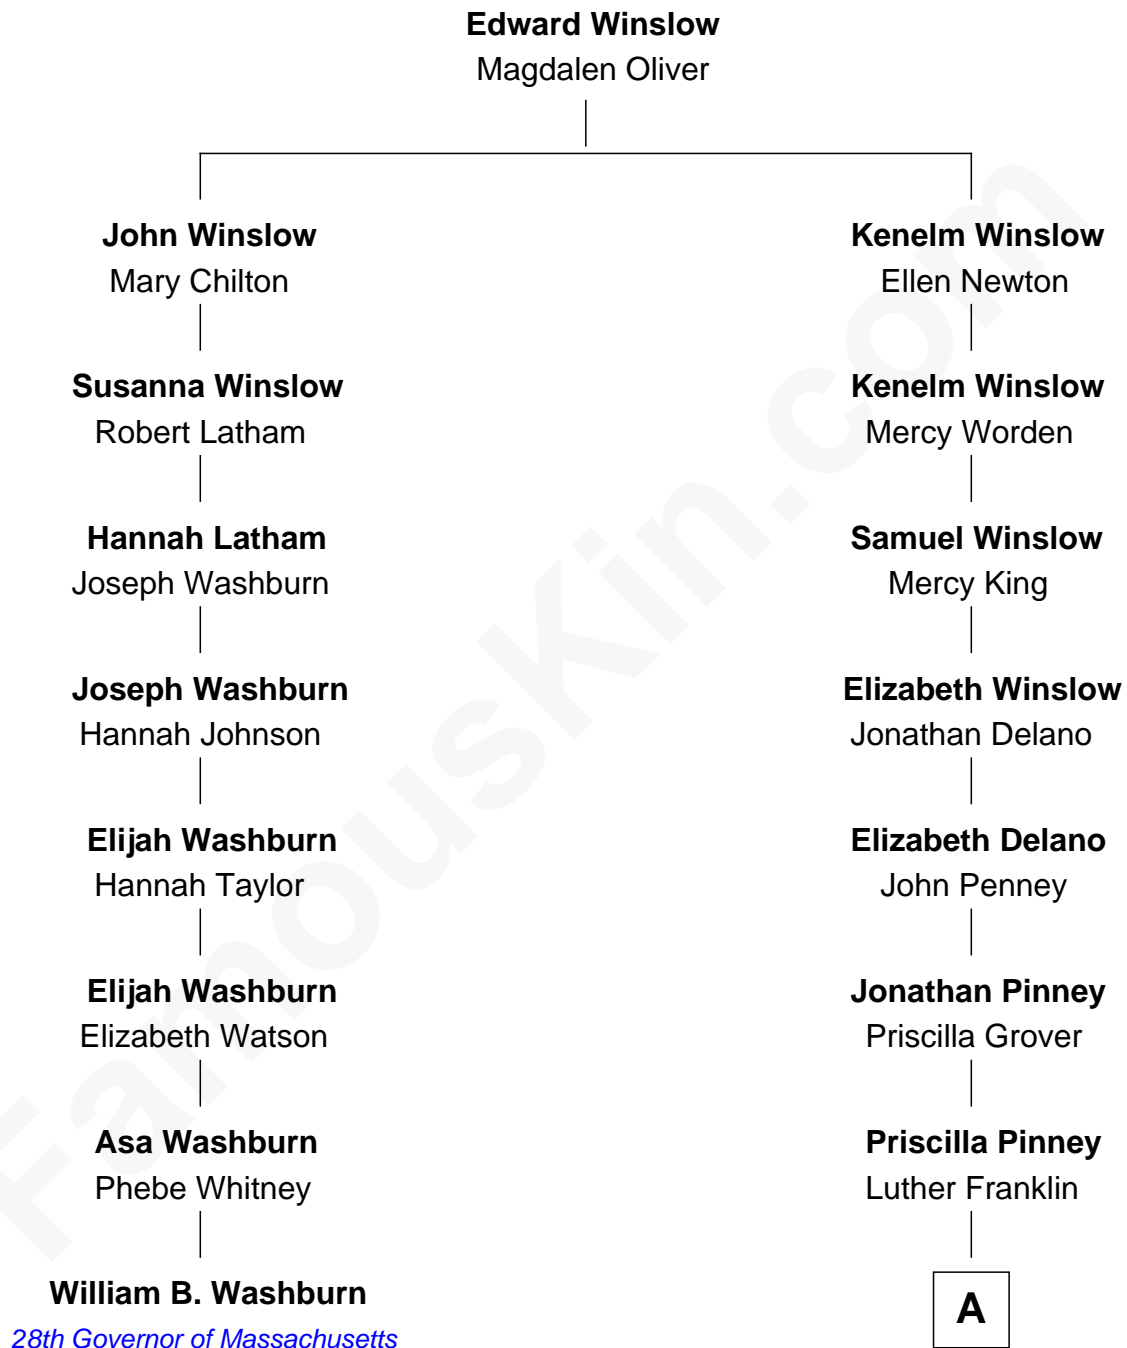 Edward Winslow
Magdalen Oliver
John Winslow
Mary Chilton
Kenelm Winslow
Ellen Newton
Susanna Winslow
Robert Latham
Kenelm Winslow
Mercy Worden
Hannah Latham
Joseph Washburn
Samuel Winslow
Mercy King
Joseph Washburn
Hannah Johnson
Elizabeth Winslow
Jonathan Delano
Elijah Washburn
Hannah Taylor
Elizabeth Delano
John Penney
Elijah Washburn
Elizabeth Watson
Jonathan Pinney
Priscilla Grover
Asa Washburn
Phebe Whitney
Priscilla Pinney
Luther Franklin
William B. Washburn
28th Governor of Massachusetts
A
FamousKin.com